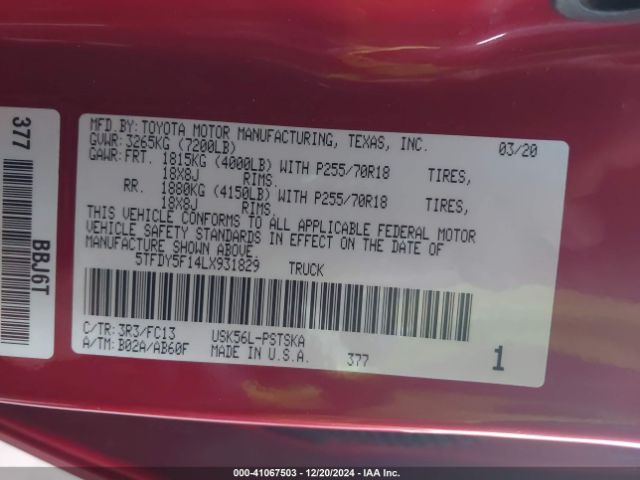 MFD.BY:TOYOTA MOTOR MANUFACTURING, TEXAS, INC. 03/20
GVWR:3265KG (7200LB)
GAWR:FRT. 1815KG (4000LB) WITH P255/70R18 TIRES,
18X8J RIMS.
RR. 1880KG (4150LB) WITH P255/70R18 TIRES,
18X8J RIMS.
THIS VEHICLE CONFORMS TO ALL APPLICABLE FEDERAL MOTOR
VEHICLE SAFETY STANDARDS IN EFFECT ON THE DATE OF
MANUFACTURE SHOWN ABOVE.
5TFDY5F14LX931829 TRUCK
C/TR:3R3/FC13 USK56L-PSTSKA
A/TM:B02A/AB60F MADE IN U.S.A. 377 1
377
BBJ6T
000-41067503 - 12/20/2024 - IAA Inc.